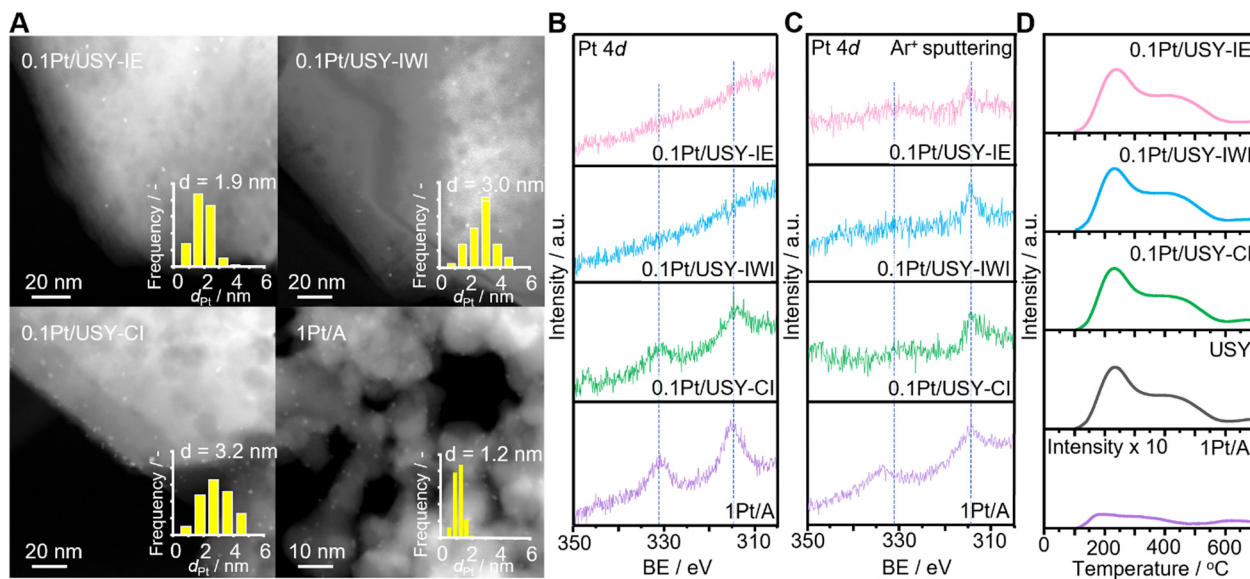 A
0.1Pt/USY-IE
d = 1.9 nm
Frequency / -
0 2 4 6
dPt / nm
20 nm
0.1Pt/USY-IWI
d = 3.0 nm
Frequency / -
0 2 4 6
dPt / nm
20 nm
0.1Pt/USY-CI
d = 3.2 nm
Frequency / -
0 2 4 6
dPt / nm
20 nm
1Pt/A
d = 1.2 nm
Frequency / -
0 2 4 6
dPt / nm
10 nm
B
Pt 4d
0.1Pt/USY-IE
0.1Pt/USY-IWI
0.1Pt/USY-CI
1Pt/A
Intensity / a.u.
350 330 310
BE / eV
C
Pt 4d Ar+ sputtering
0.1Pt/USY-IE
0.1Pt/USY-IWI
0.1Pt/USY-CI
1Pt/A
Intensity / a.u.
350 330 310
BE / eV
D
0.1Pt/USY-IE
0.1Pt/USY-IWI
0.1Pt/USY-CI
USY
Intensity x 10 1Pt/A
Intensity / a.u.
0 200 400 600
Temperature / °C